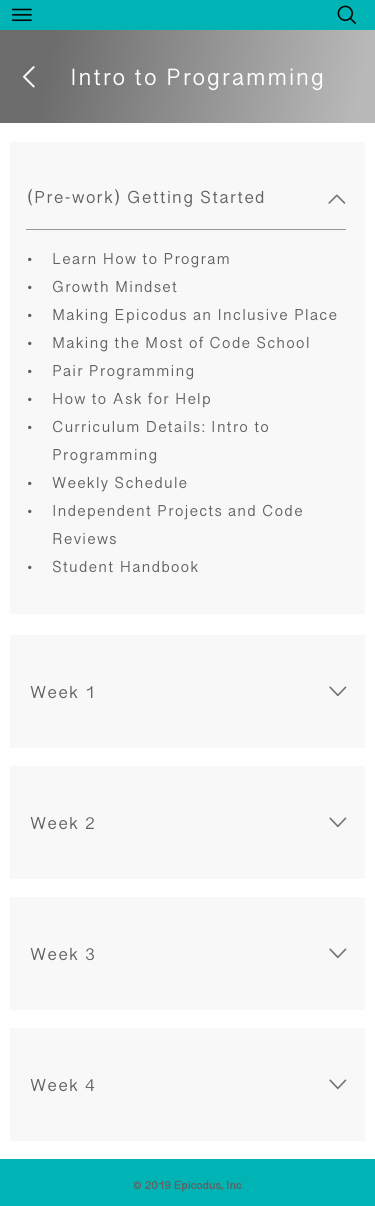 Intro to Programming
(Pre-work) Getting Started
• Learn How to Program
• Growth Mindset
• Making Epicodus an Inclusive Place
• Making the Most of Code School
• Pair Programming
• How to Ask for Help
• Curriculum Details: Intro to
Programming
• Weekly Schedule
• Independent Projects and Code
Reviews
• Student Handbook
Week 1
Week 2
Week 3
Week 4
© 2019 Epicodus, Inc